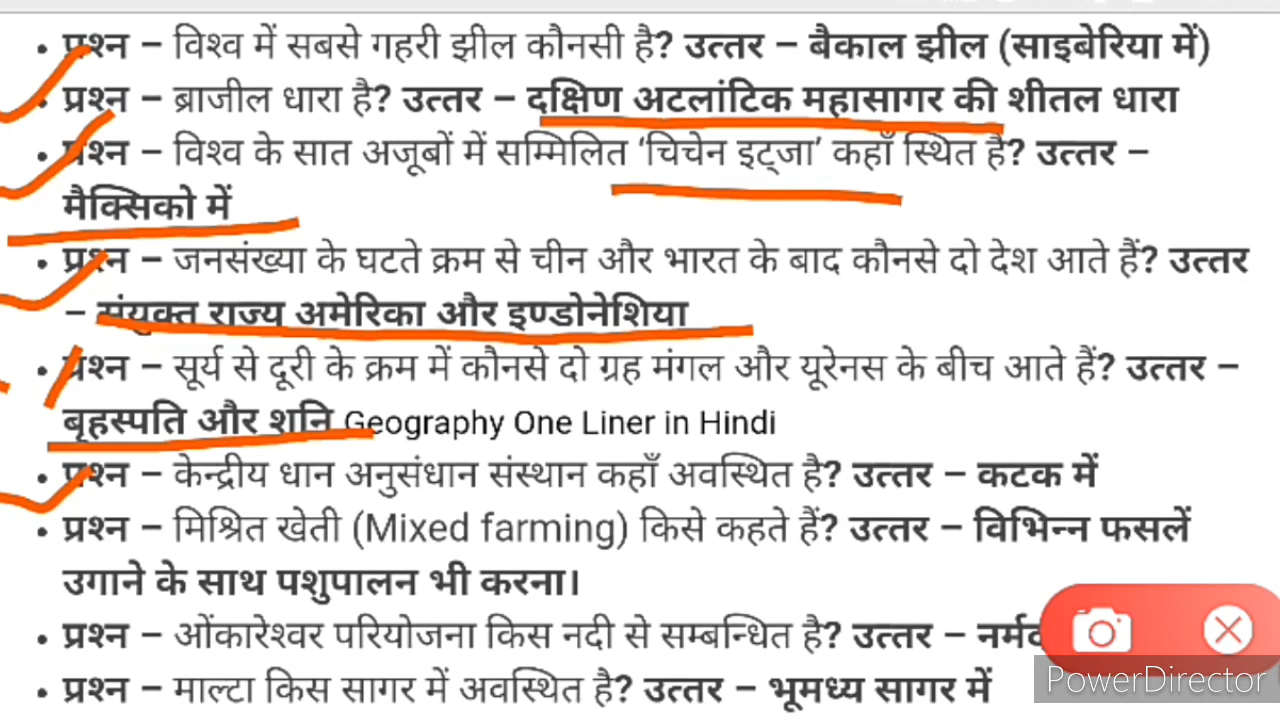 • प्रश्न – विश्व में सबसे गहरी झील कौनसी है? उत्तर – बैकाल झील (साइबेरिया में)
• प्रश्न – ब्राजील धारा है? उत्तर – दक्षिण अटलांटिक महासागर की शीतल धारा
• प्रश्न – विश्व के सात अजूबों में सम्मिलित ‘चिचेन इट्जा’ कहाँ स्थित है? उत्तर –
मैक्सिको में
• प्रश्न – जनसंख्या के घटते क्रम से चीन और भारत के बाद कौनसे दो देश आते हैं? उत्तर
– संयुक्त राज्य अमेरिका और इण्डोनेशिया
• प्रश्न – सूर्य से दूरी के क्रम में कौनसे दो ग्रह मंगल और यूरेनस के बीच आते हैं? उत्तर –
बृहस्पति और शनि Geography One Liner in Hindi
• प्रश्न – केन्द्रीय धान अनुसंधान संस्थान कहाँ अवस्थित है? उत्तर – कटक में
• प्रश्न – मिश्रित खेती (Mixed farming) किसे कहते हैं? उत्तर – विभिन्न फसलें
उगाने के साथ पशुपालन भी करना।
• प्रश्न – ओंकारेश्वर परियोजना किस नदी से सम्बन्धित है? उत्तर –
• प्रश्न – माल्टा किस सागर में अवस्थित है? उत्तर – भूमध्य सागर में
PowerDirector